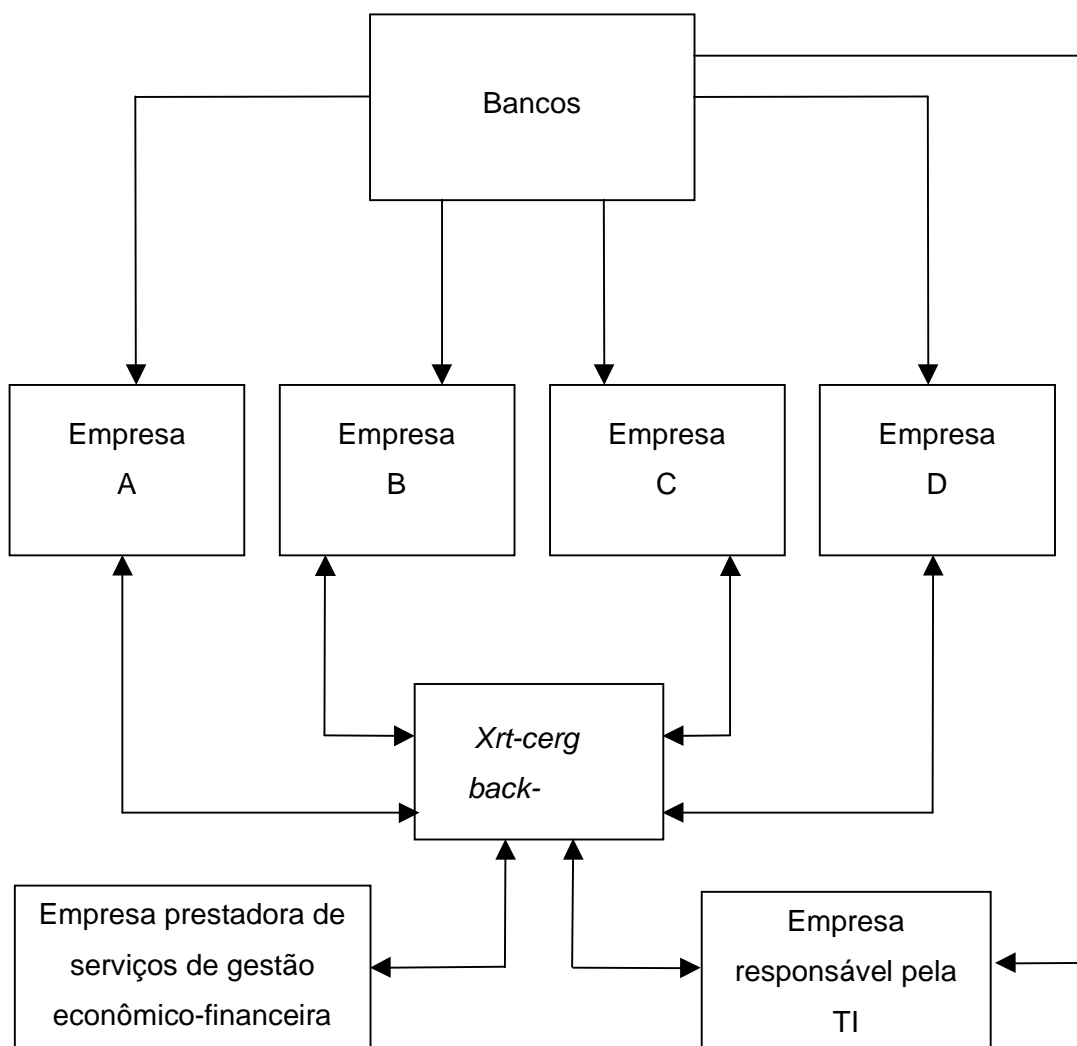 Bancos
Empresa
A
Empresa
B
Empresa
C
Empresa
D
Xrt-cerg
back-
Empresa prestadora de
serviços de gestão
econômico-financeira
Empresa
responsável pela
TI